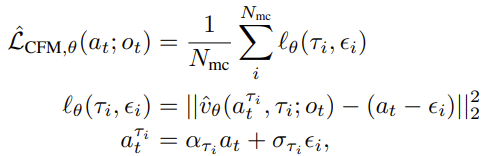 $\hat{\mathcal{L}}_{\text{CFM},\theta}(a_t; o_t) = \frac{1}{N_{\text{mc}}} \sum_{i}^{N_{\text{mc}}} \ell_\theta(\tau_i, \epsilon_i)$
$\ell_\theta(\tau_i, \epsilon_i) = ||\hat{v}_\theta(a_t^{\tau_i}, \tau_i; o_t) - (a_t - \epsilon_i)||_2^2$
$a_t^{\tau_i} = \alpha_{\tau_i} a_t + \sigma_{\tau_i} \epsilon_i,$